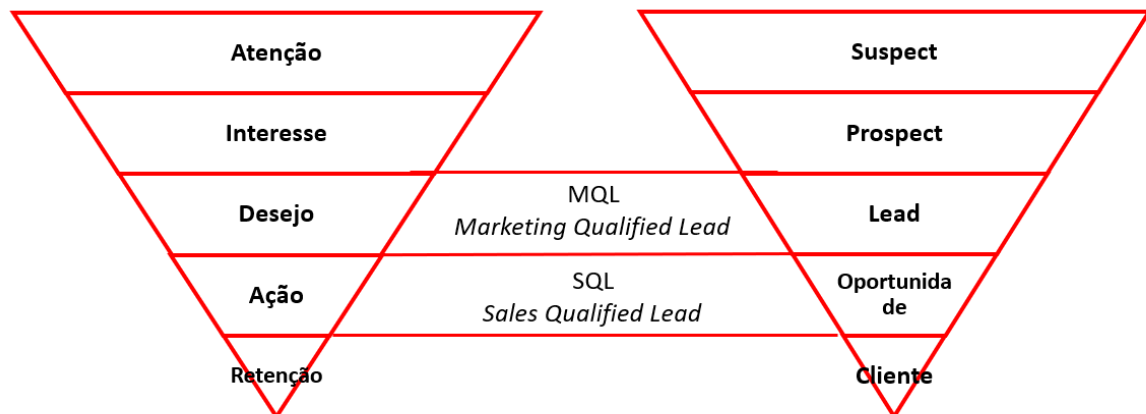 Atenção
Suspect
Interesse
Prospect
Desejo
MQL
Marketing Qualified Lead
Lead
Ação
SQL
Sales Qualified Lead
Oportunida
de
Retenção
Cliente